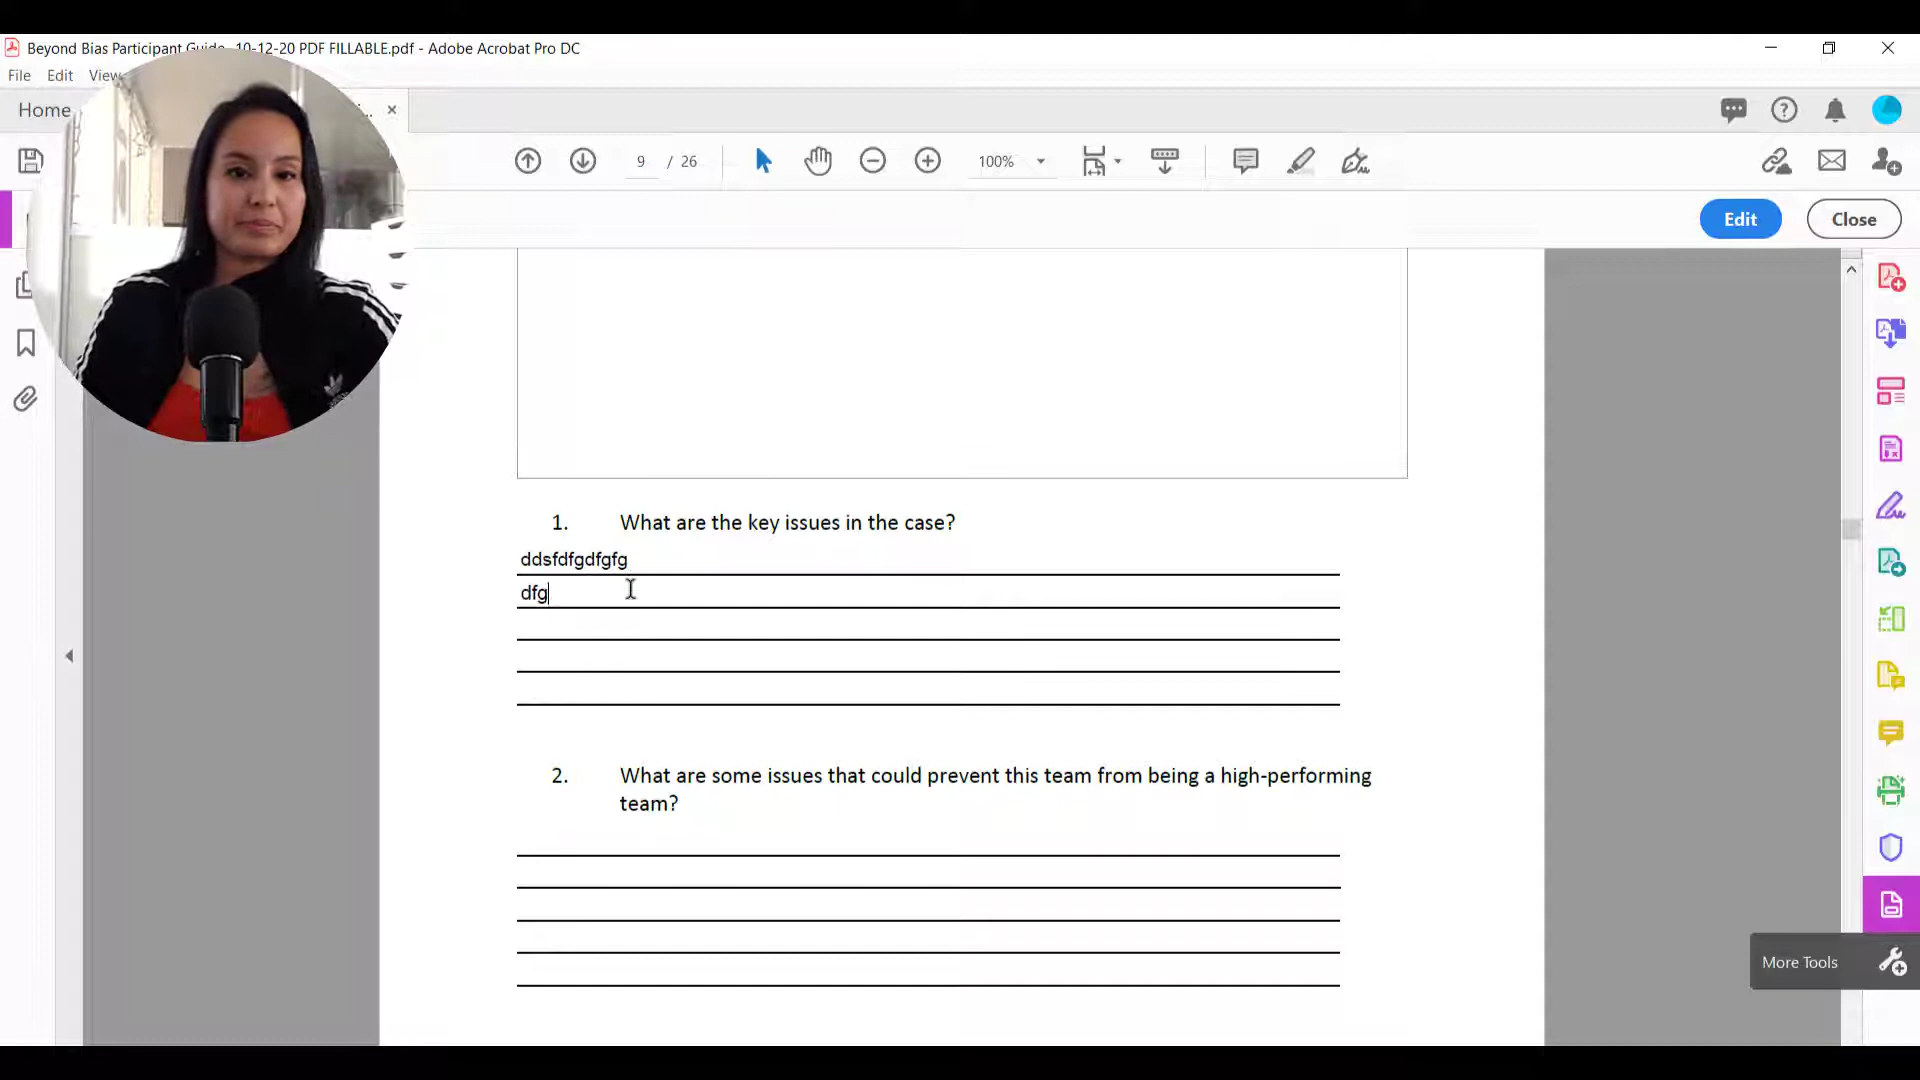 Beyond Bias Participant Guide 10-12-20 PDF FILLABLE.pdf - Adobe Acrobat Pro DC
File Edit View
Home
9 / 26 100%
Edit Close
1. What are the key issues in the case?
ddsfdfgdfgfg
dfg
2. What are some issues that could prevent this team from being a high-performing
team?
More Tools